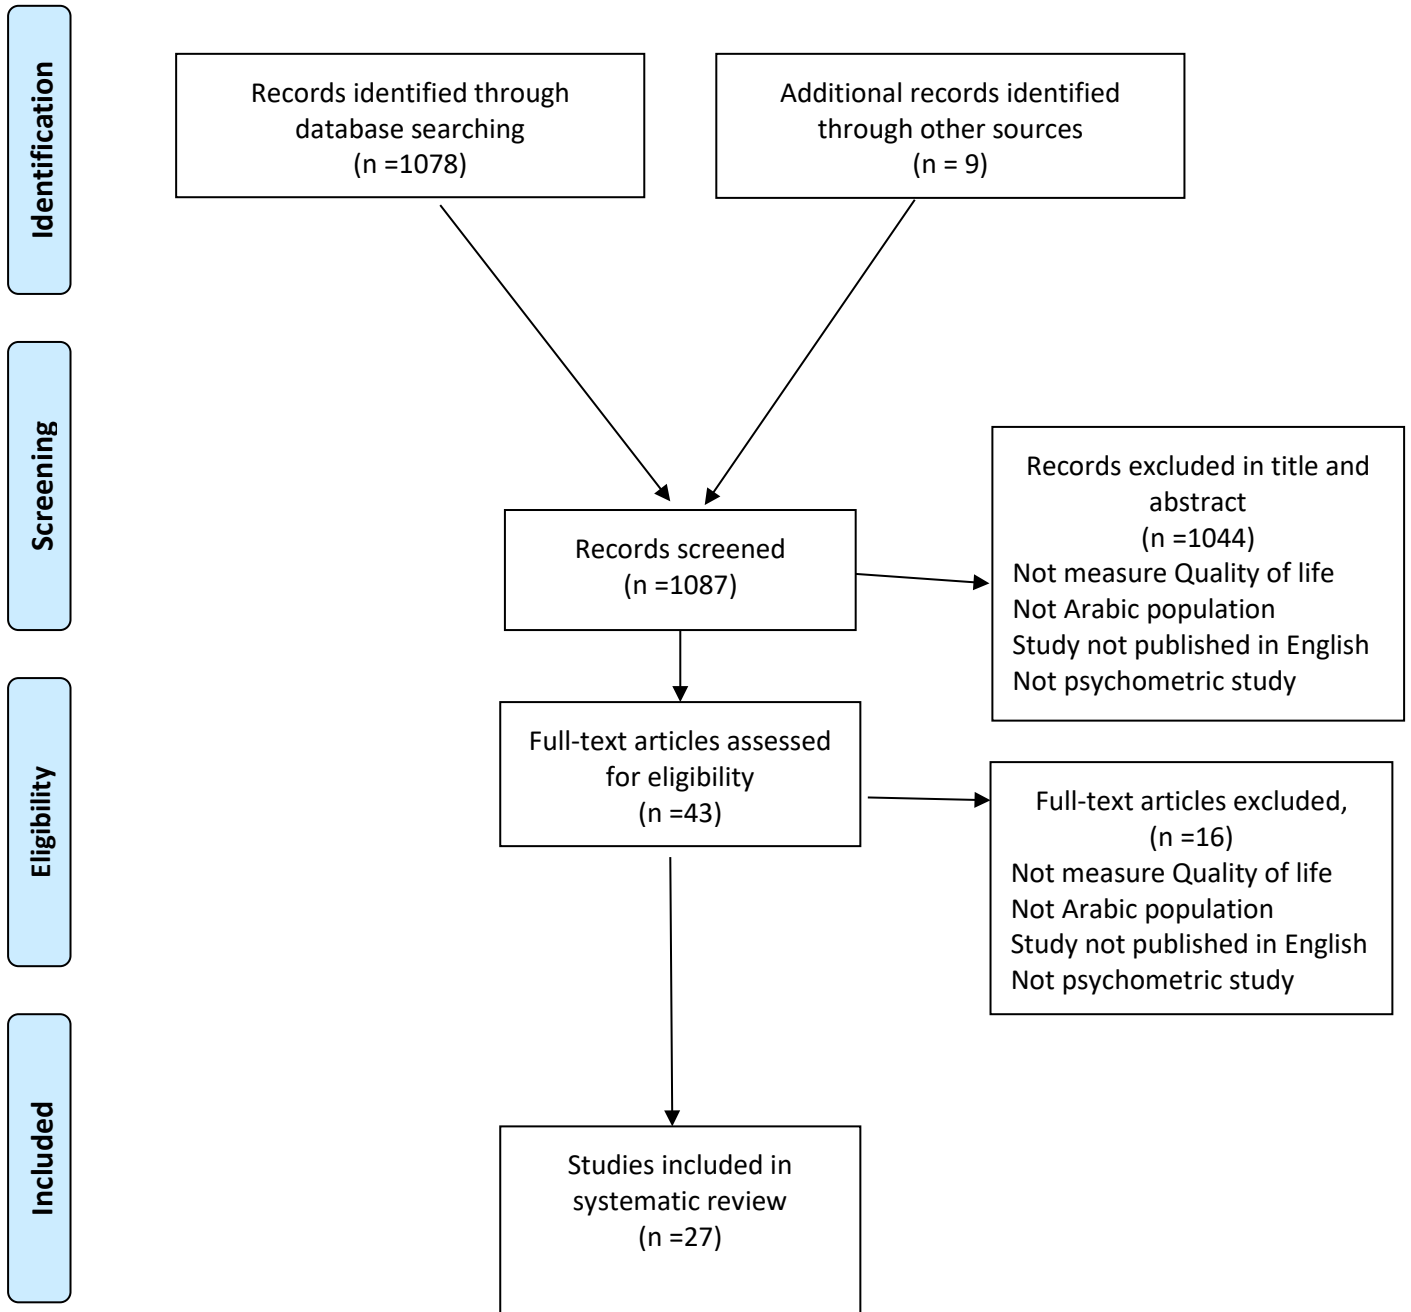 Identification
Records identified through
database searching
(n =1078)
Additional records identified
through other sources
(n = 9)
Screening
Records screened
(n =1087)
Records excluded in title and
abstract
(n =1044)
Not measure Quality of life
Not Arabic population
Study not published in English
Not psychometric study
Eligibility
Full-text articles assessed
for eligibility
(n =43)
Full-text articles excluded,
(n =16)
Not measure Quality of life
Not Arabic population
Study not published in English
Not psychometric study
Included
Studies included in
systematic review
(n =27)